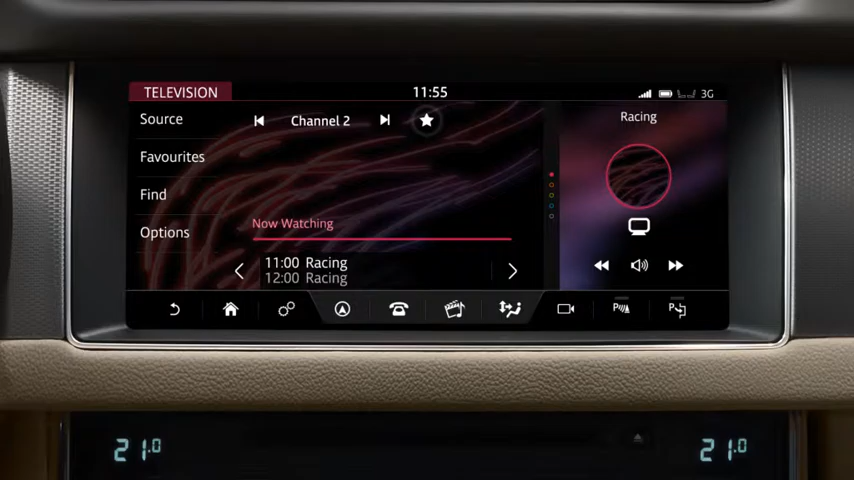 TELEVISION
11:55
3G
Source
Channel 2
Racing
Favourites
Find
Now Watching
Options
11:00 Racing
12:00 Racing
P
P
21.0
21.0